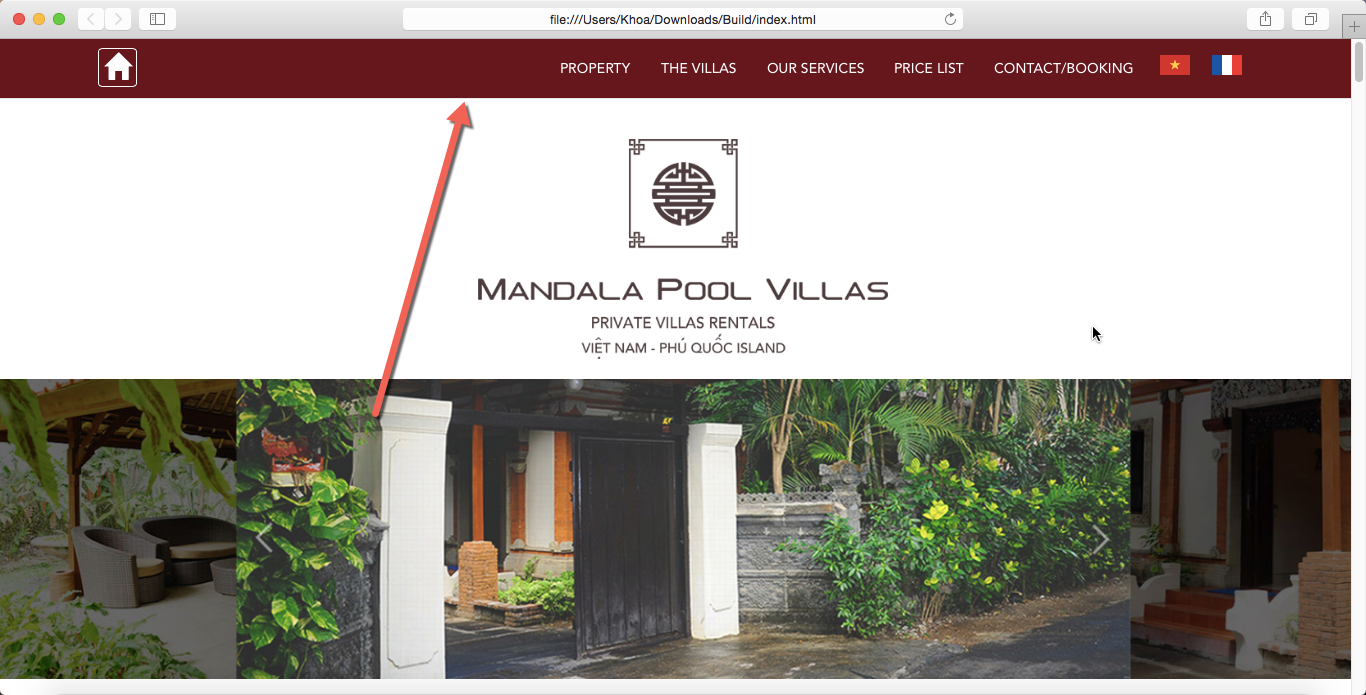 file:///Users/Khoa/Downloads/Build/index.html
PROPERTY THE VILLAS OUR SERVICES PRICE LIST CONTACT/BOOKING
MANDALA POOL VILLAS
PRIVATE VILLAS RENTALS
VIỆT NAM - PHÚ QUỐC ISLAND